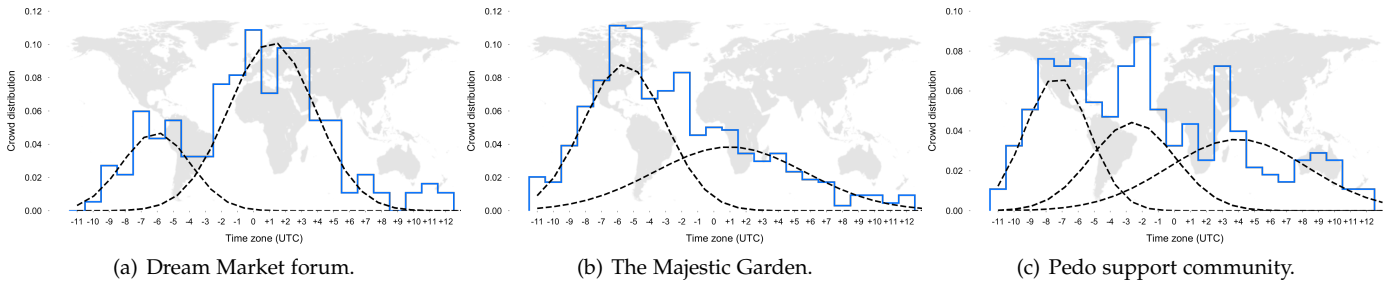 0.12
0.10
0.08
0.06
0.04
0.02
0.00
Crowd distribution
-11 -10 -9 -8 -7 -6 -5 -4 -3 -2 -1 0 +1 +2 +3 +4 +5 +6 +7 +8 +9 +10 +11 +12
Time zone (UTC)
(a) Dream Market forum.
0.12
0.10
0.08
0.06
0.04
0.02
0.00
Crowd distribution
-11 -10 -9 -8 -7 -6 -5 -4 -3 -2 -1 0 +1 +2 +3 +4 +5 +6 +7 +8 +9 +10 +11 +12
Time zone (UTC)
(b) The Majestic Garden.
0.10
0.08
0.06
0.04
0.02
0.00
Crowd distribution
-11 -10 -9 -8 -7 -6 -5 -4 -3 -2 -1 0 +1 +2 +3 +4 +5 +6 +7 +8 +9 +10 +11 +12
Time zone (UTC)
(c) Pedo support community.